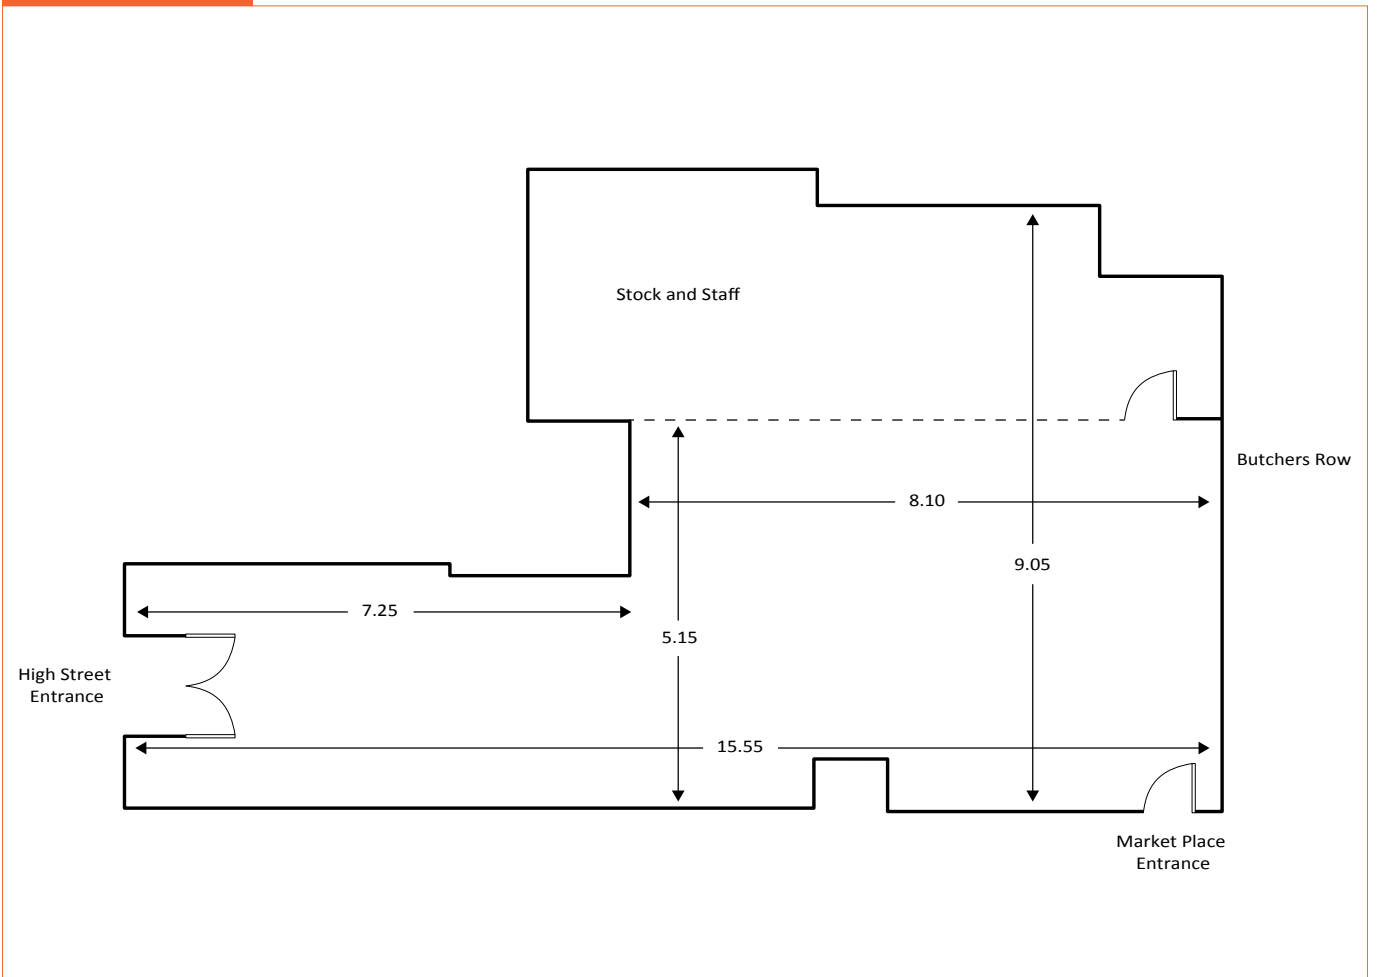 Stock and Staff
Butchers Row
8.10
9.05
7.25
5.15
High Street
Entrance
15.55
Market Place
Entrance